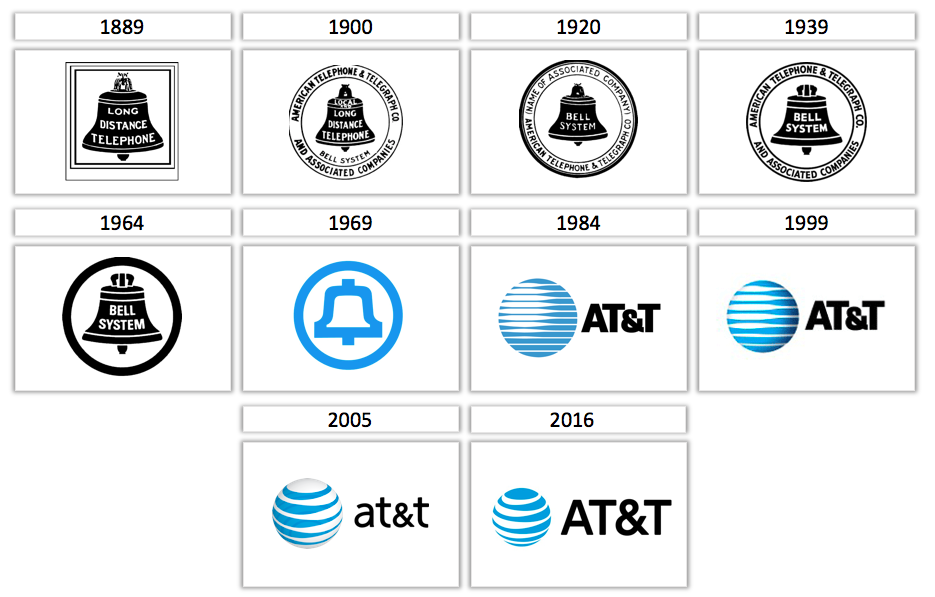 1889
1900
1920
1939
LONG
DISTANCE
TELEPHONE
AMERICAN TELEPHONE & TELEGRAPH CO.
LOCAL
AND
LONG
DISTANCE
TELEPHONE
BELL SYSTEM
AND ASSOCIATED COMPANIES
(NAME OF ASSOCIATED COMPANY)
BELL
SYSTEM
AMERICAN TELEPHONE & TELEGRAPH CO
AMERICAN TELEPHONE & TELEGRAPH CO.
BELL
SYSTEM
AND ASSOCIATED COMPANIES
1964
1969
1984
1999
BELL
SYSTEM
AT&T
AT&T
2005
2016
at&t
AT&T